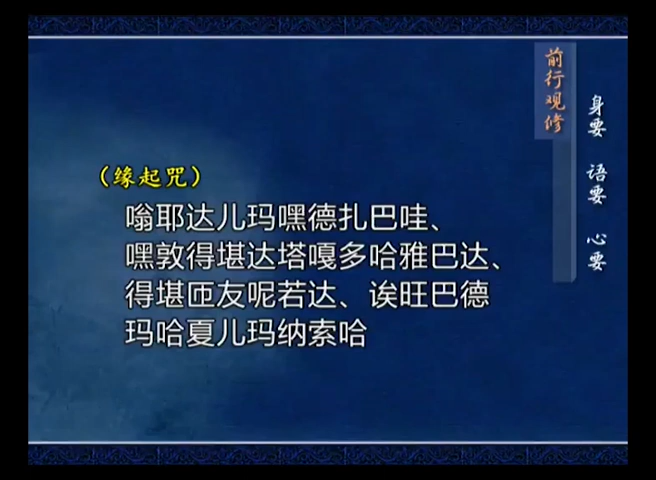 前行观修
身要 语要 心要
（缘起咒）
嗡耶达儿玛嘿德扎巴哇、
嘿敦得堪达塔嘎多哈雅巴达、
得堪匝友呢若达、诶旺巴德
玛哈夏儿玛纳索哈